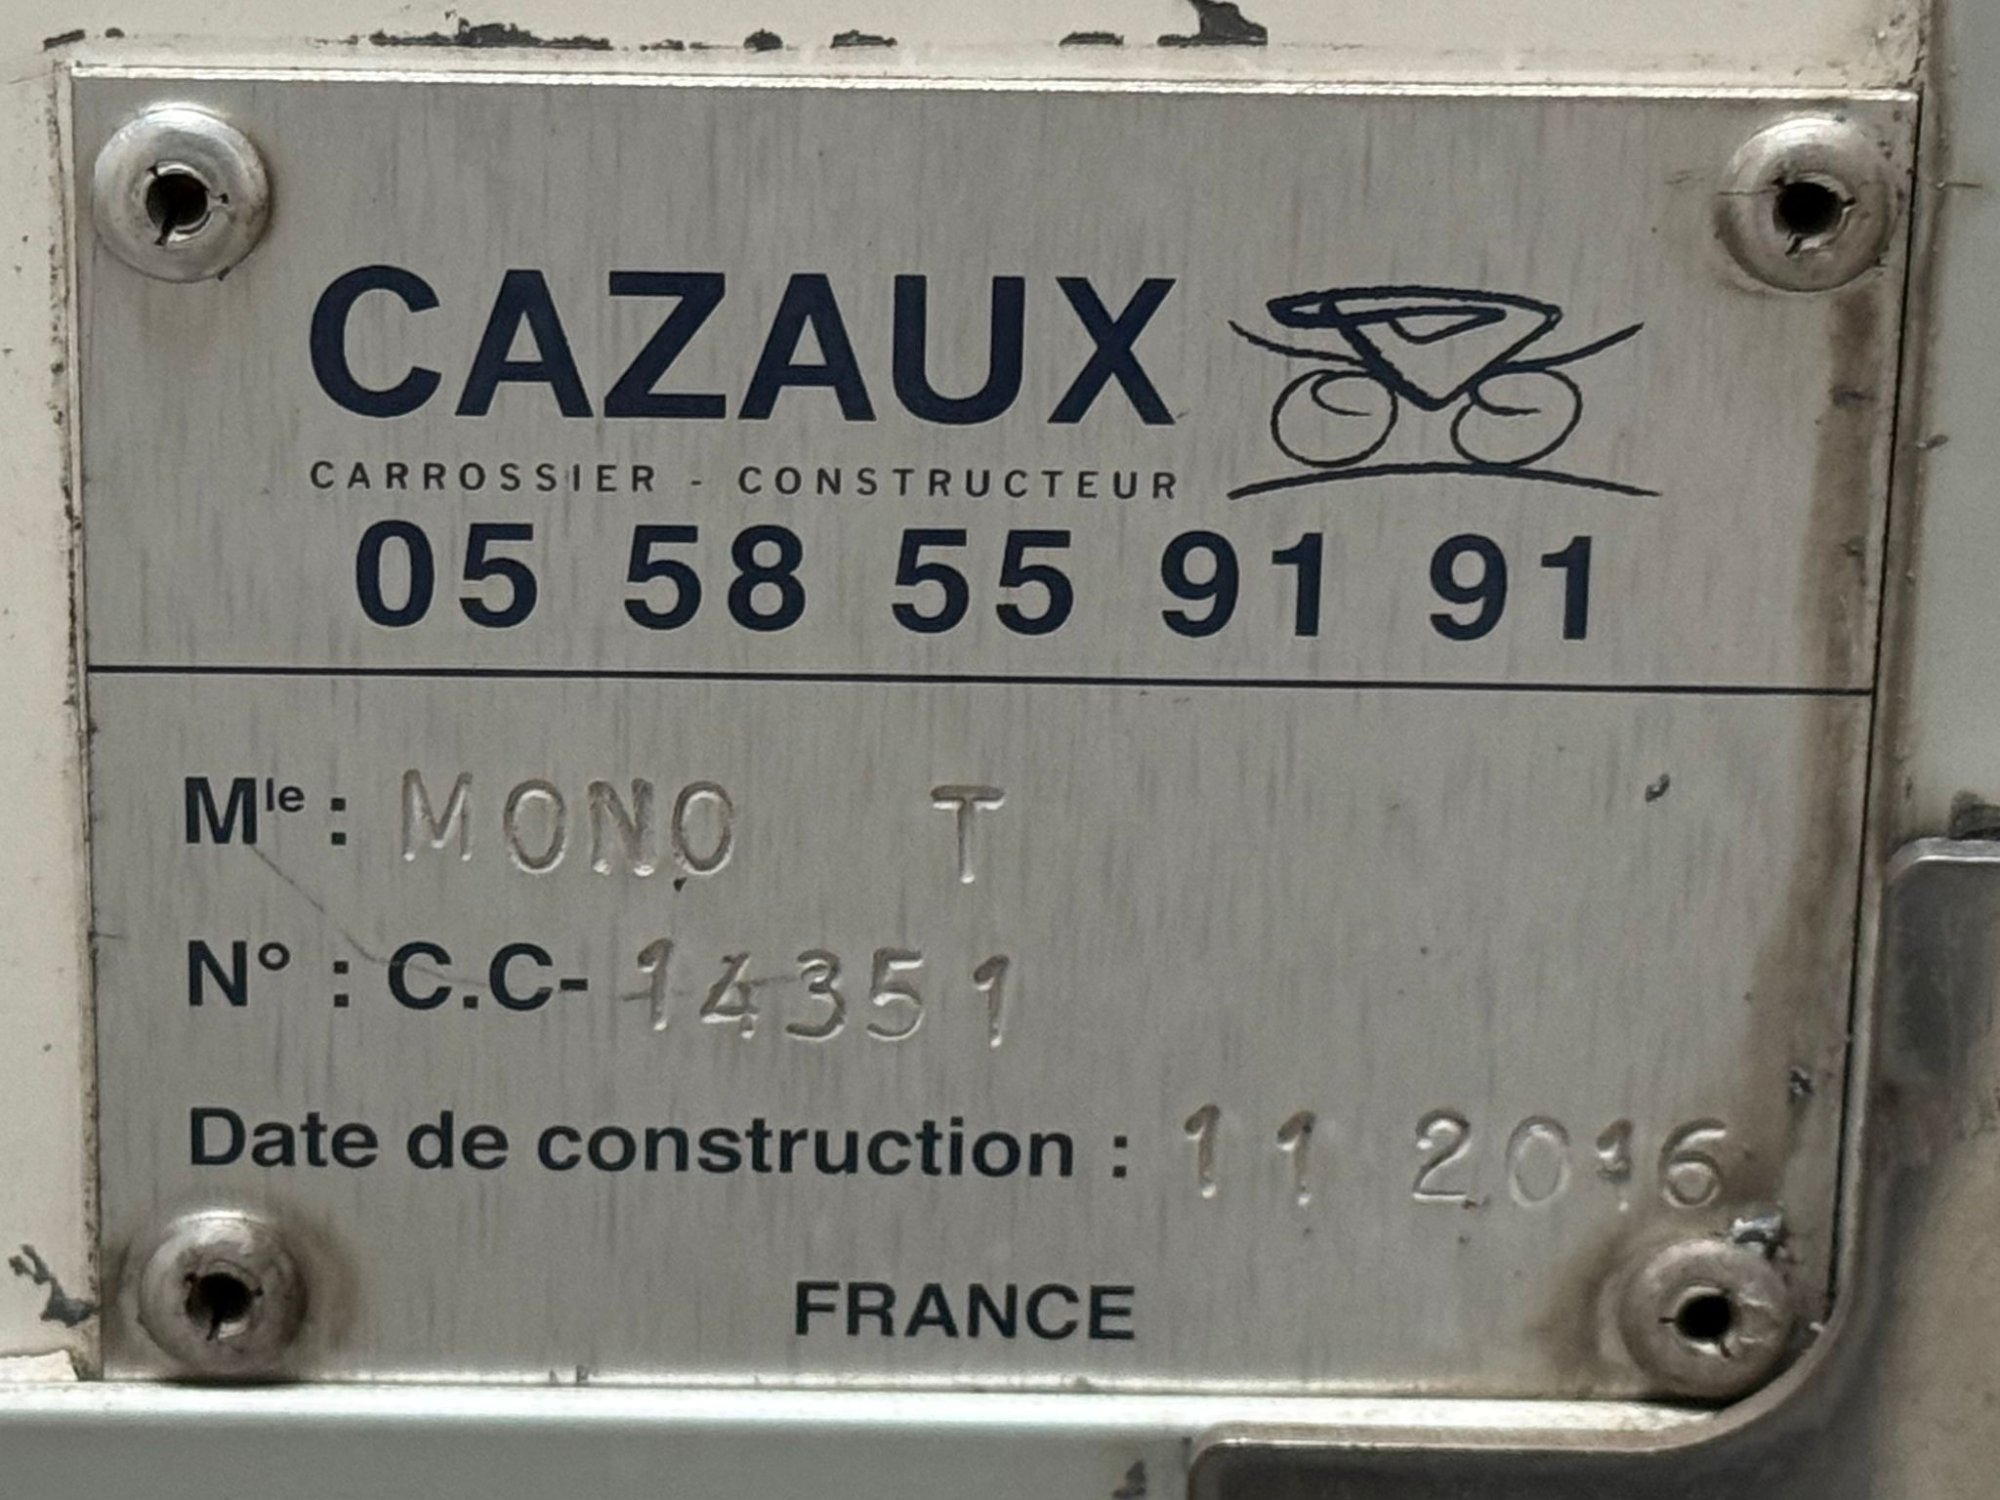 CAZAUX
CARROSSIER - CONSTRUCTEUR
05 58 55 91 91
Mle : MONO T
N° : C.C- 14351
Date de construction : 11 2016
FRANCE